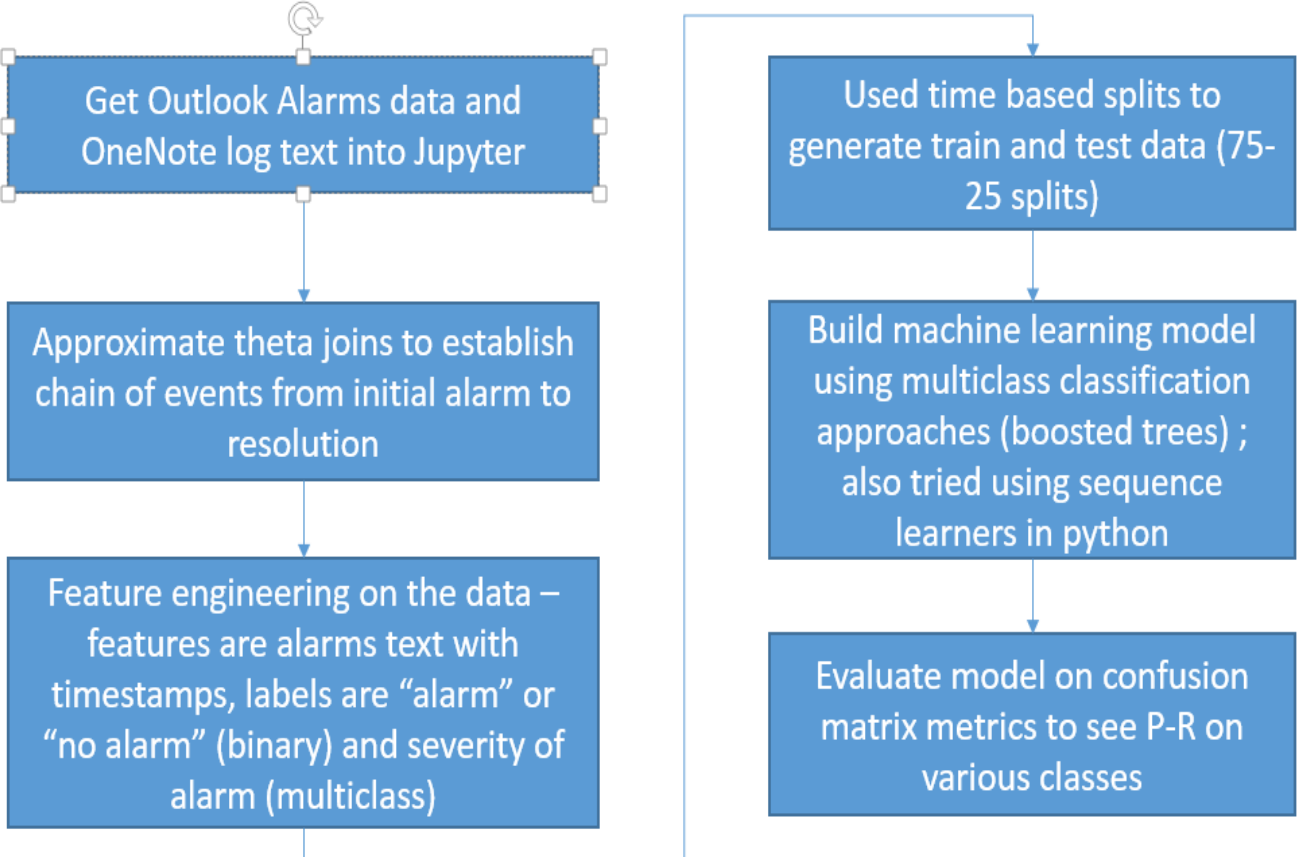 Get Outlook Alarms data and
OneNote log text into Jupyter
Approximate theta joins to establish
chain of events from initial alarm to
resolution
Feature engineering on the data –
features are alarms text with
timestamps, labels are “alarm” or
“no alarm” (binary) and severity of
alarm (multiclass)
Used time based splits to
generate train and test data (75-
25 splits)
Build machine learning model
using multiclass classification
approaches (boosted trees) ;
also tried using sequence
learners in python
Evaluate model on confusion
matrix metrics to see P-R on
various classes